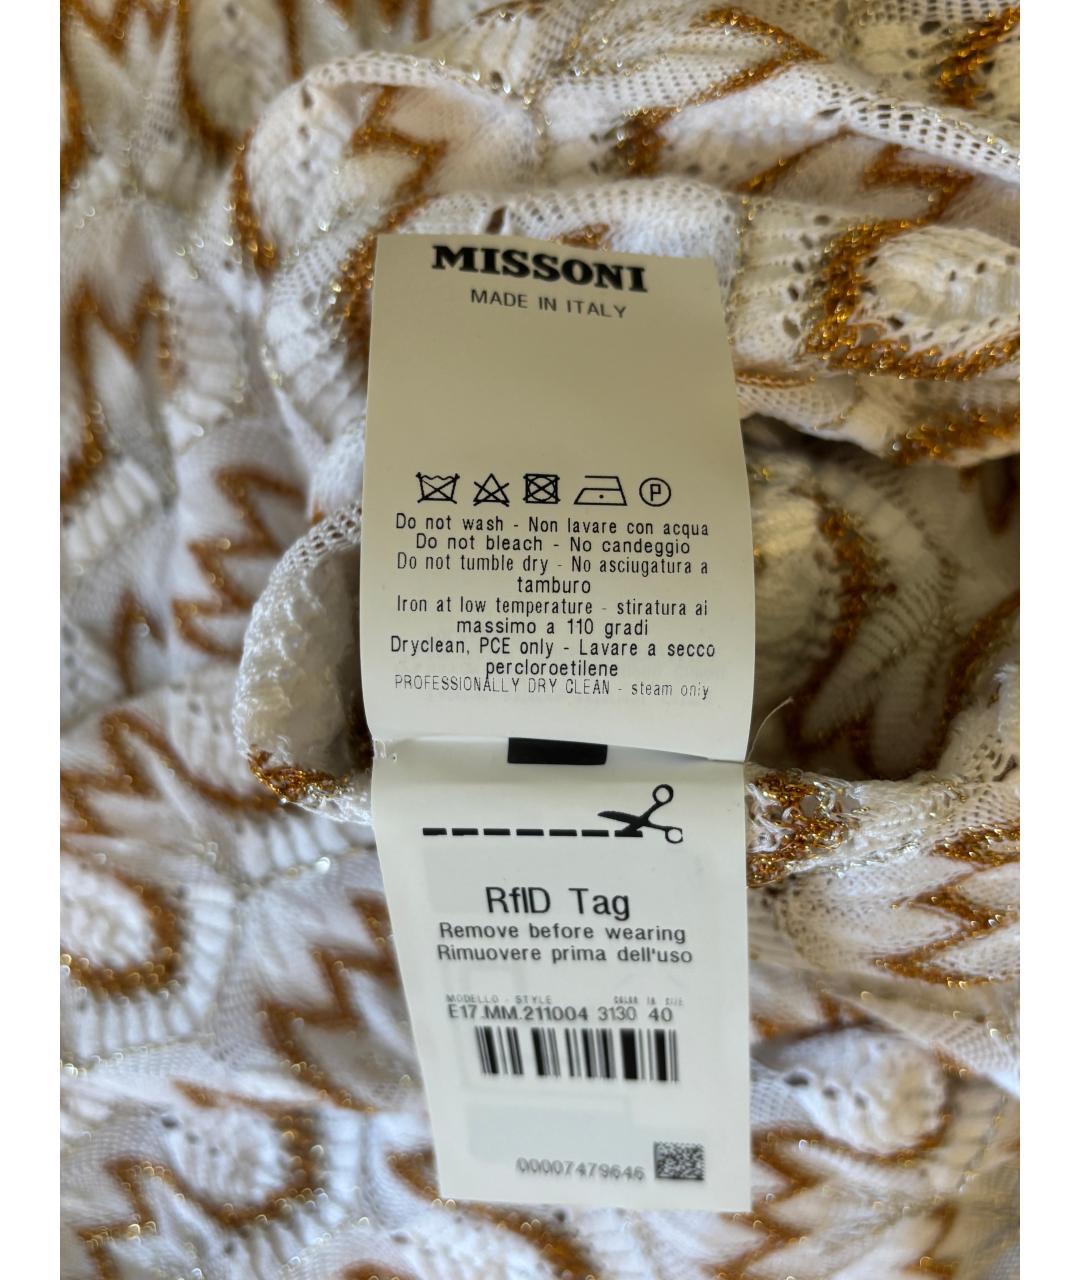 MISSONI
MADE IN ITALY
P
Do not wash - Non lavare con acqua
Do not bleach - No candeggio
Do not tumble dry - No asciugatura a
tamburo
Iron at low temperature - stiratura ai
massimo a 110 gradi
Dryclean, PCE only - Lavare a secco
percloroetilene
PROFESSIONALLY DRY CLEAN - steam only
RfID Tag
Remove before wearing
Rimuovere prima dell'uso
MODELLO - STYLE
E17.MM.211004 3130 40
00007479646